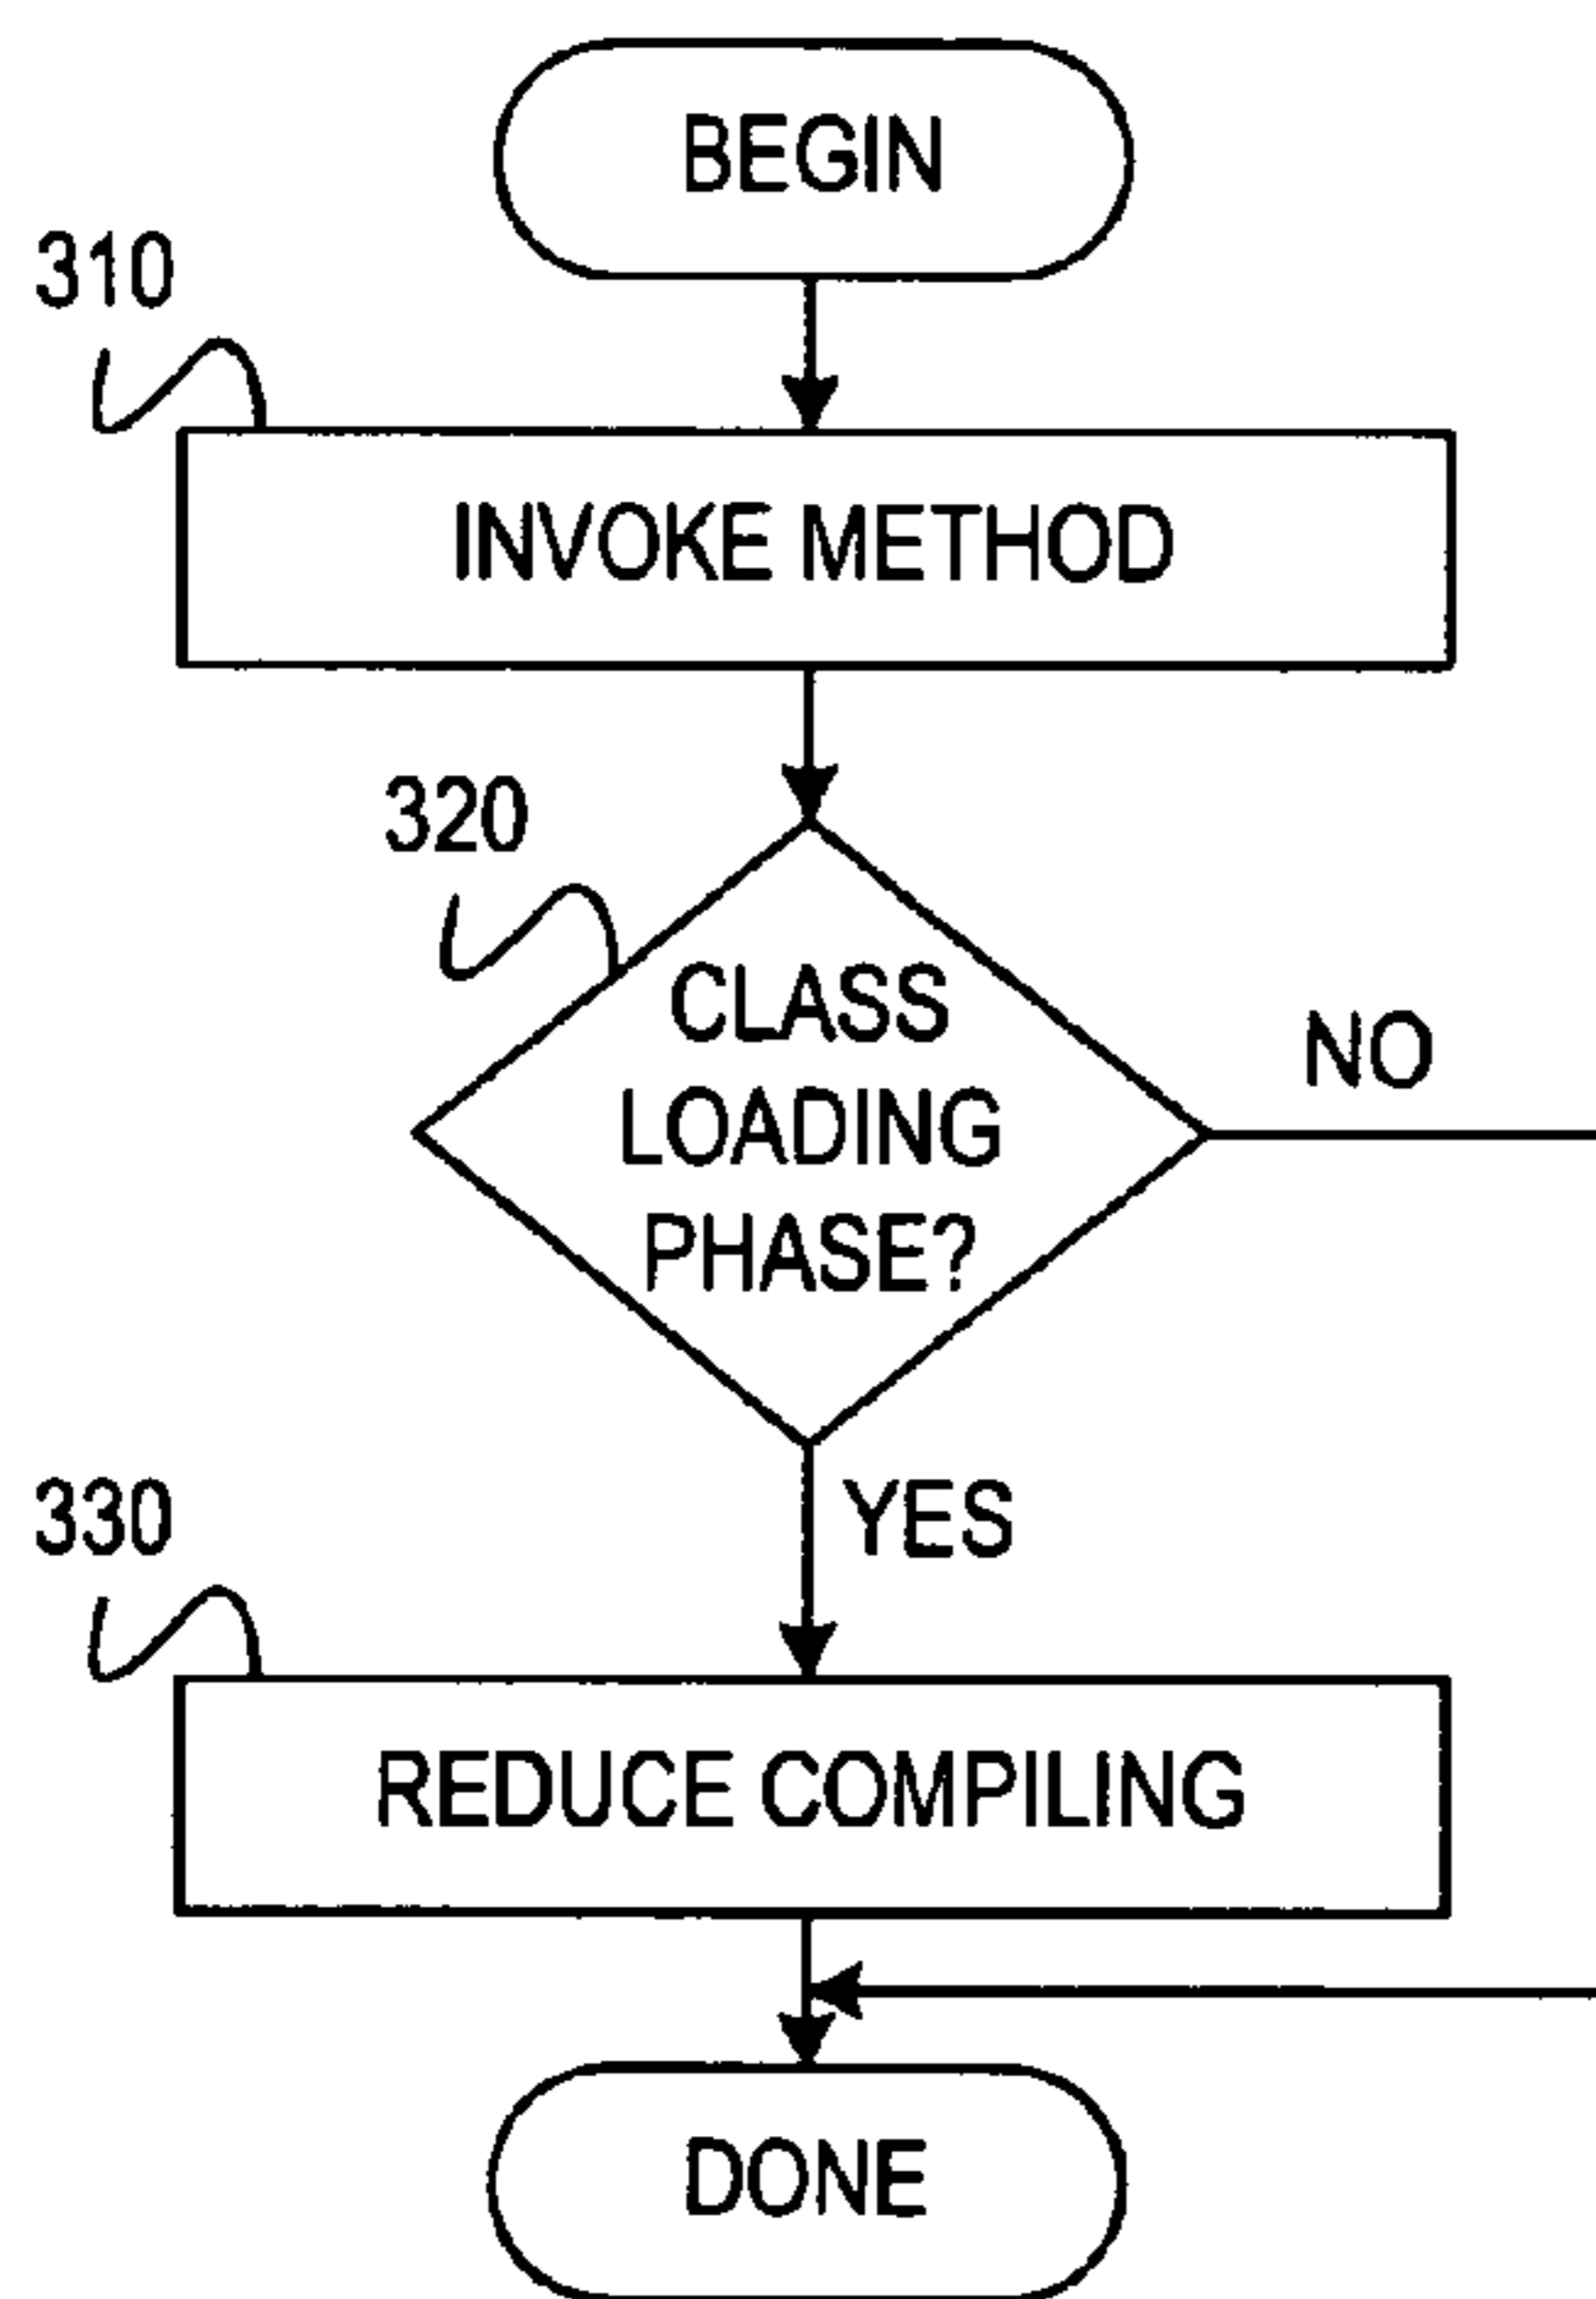 BEGIN
310
INVOKE METHOD
320
CLASS
LOADING
PHASE?
NO
YES
330
REDUCE COMPILING
DONE